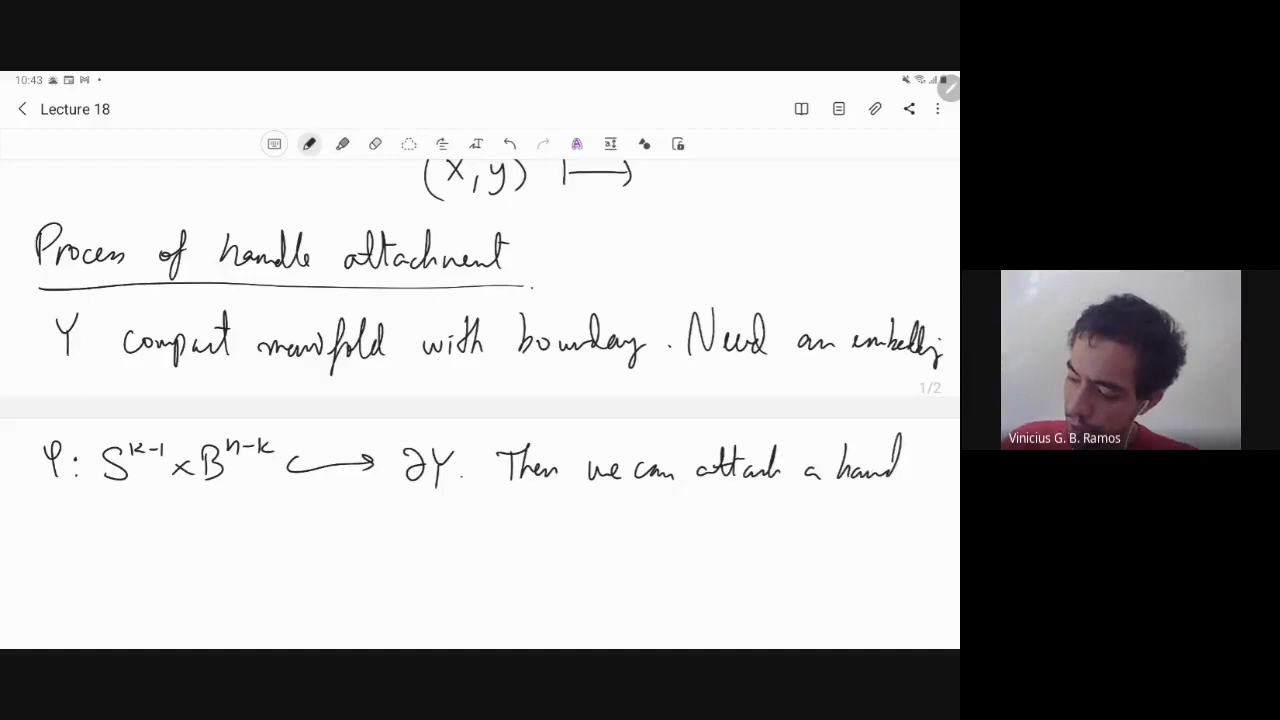 10:43
Lecture 18
(x, y) ⟼
Process of handle attachment.
Y compact manifold with boundary. Need an embedding
1/2
φ: S^{k-1} × B^{n-k} ↪ ∂Y. Then we can attach a hand
Vinicius G. B. Ramos